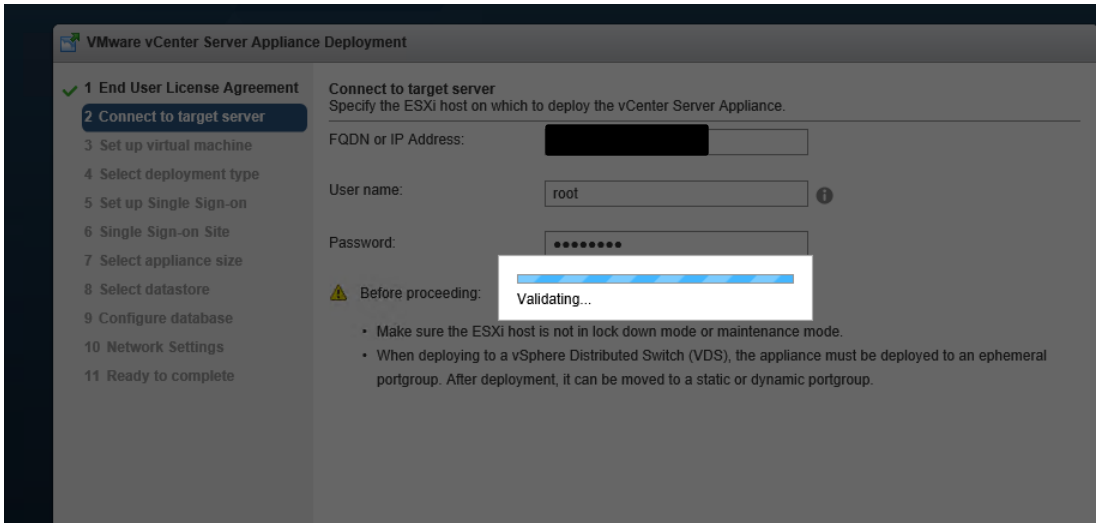 VMware vCenter Server Appliance Deployment
1 End User License Agreement
2 Connect to target server
3 Set up virtual machine
4 Select deployment type
5 Set up Single Sign-on
6 Single Sign-on Site
7 Select appliance size
8 Select datastore
9 Configure database
10 Network Settings
11 Ready to complete
Connect to target server
Specify the ESXi host on which to deploy the vCenter Server Appliance.
FQDN or IP Address:
User name:
root
Password:
••••••••
Before proceeding:
Validating...
• Make sure the ESXi host is not in lock down mode or maintenance mode.
• When deploying to a vSphere Distributed Switch (VDS), the appliance must be deployed to an ephemeral
portgroup. After deployment, it can be moved to a static or dynamic portgroup.